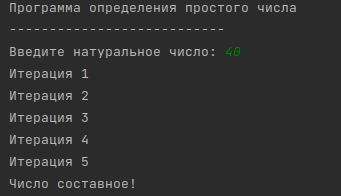 Программа определения простого числа
---------------------------
Введите натуральное число: 40
Итерация 1
Итерация 2
Итерация 3
Итерация 4
Итерация 5
Число составное!